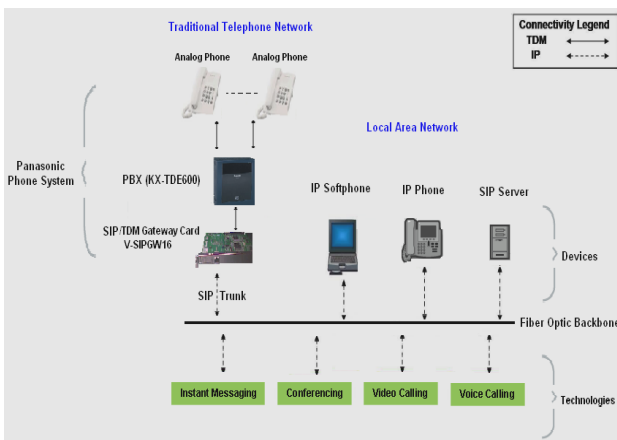 Traditional Telephone Network
Connectivity Legend
TDM
IP
Analog Phone
Analog Phone
Local Area Network
Panasonic
Phone System
PBX (KX-TDE600)
IP Softphone
IP Phone
SIP Server
SIP/TDM Gateway Card
V-SIPGW16
Devices
SIP Trunk
Fiber Optic Backbone
Instant Messaging
Conferencing
Video Calling
Voice Calling
Technologies